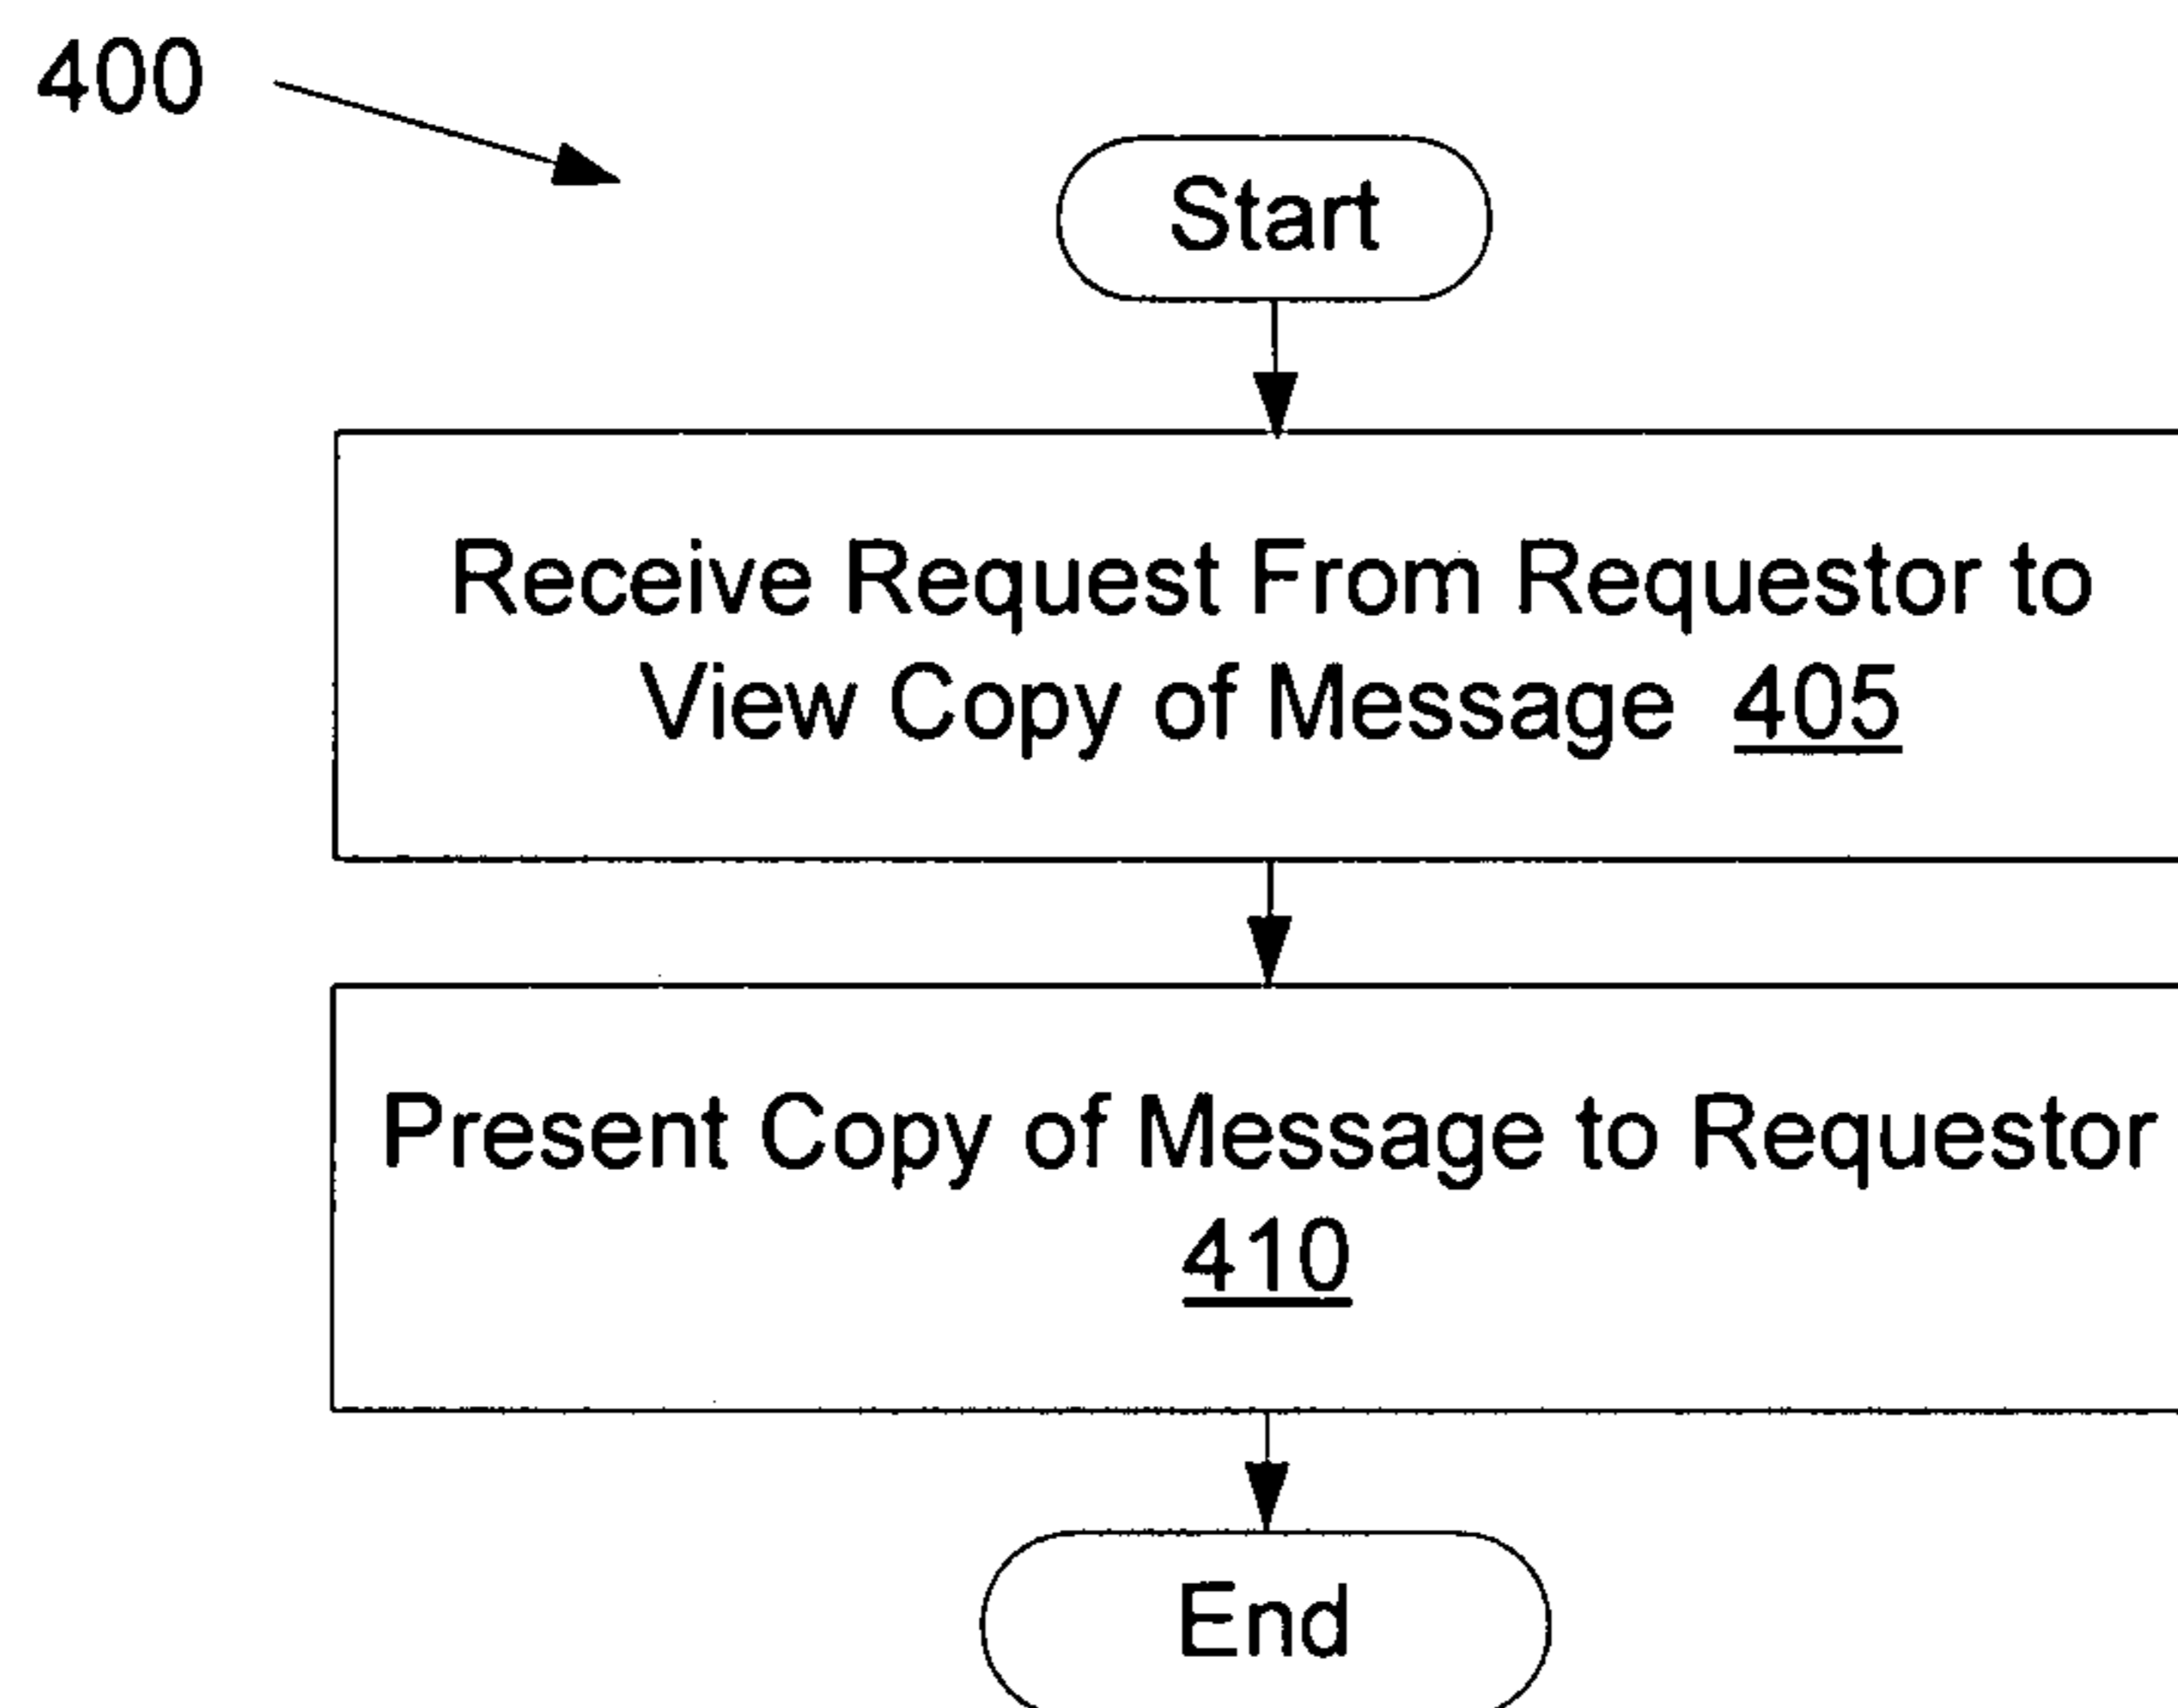 400
Start
Receive Request From Requestor to
View Copy of Message 405
Present Copy of Message to Requestor
410
End